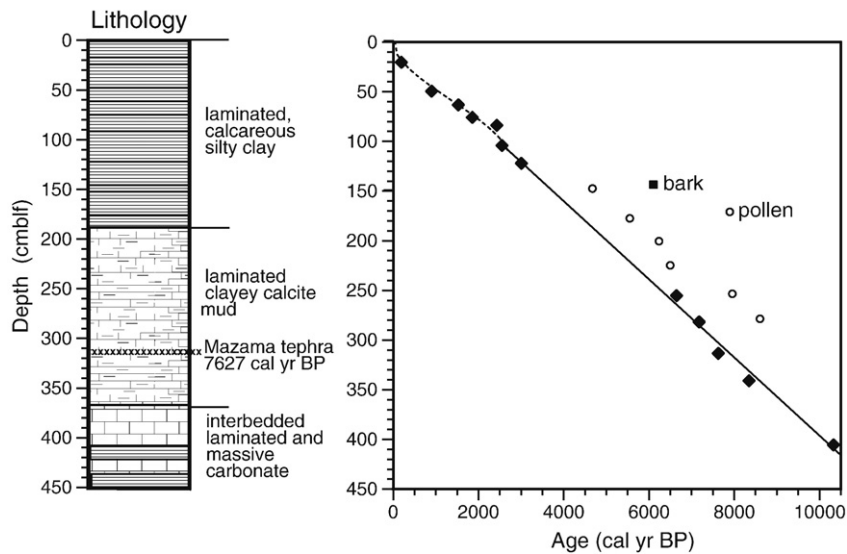 Lithology
0
50
100
150
200
250
300
350
400
450
Depth (cmblf)
laminated,
calcareous
silty clay
laminated
clayey calcite
mud
xxxxxxxxxxxxxxxxxxx
Mazama tephra
7627 cal yr BP
interbedded
laminated and
massive
carbonate
0
50
100
150
200
250
300
350
400
450
bark
pollen
0
2000
4000
6000
8000
10000
Age (cal yr BP)